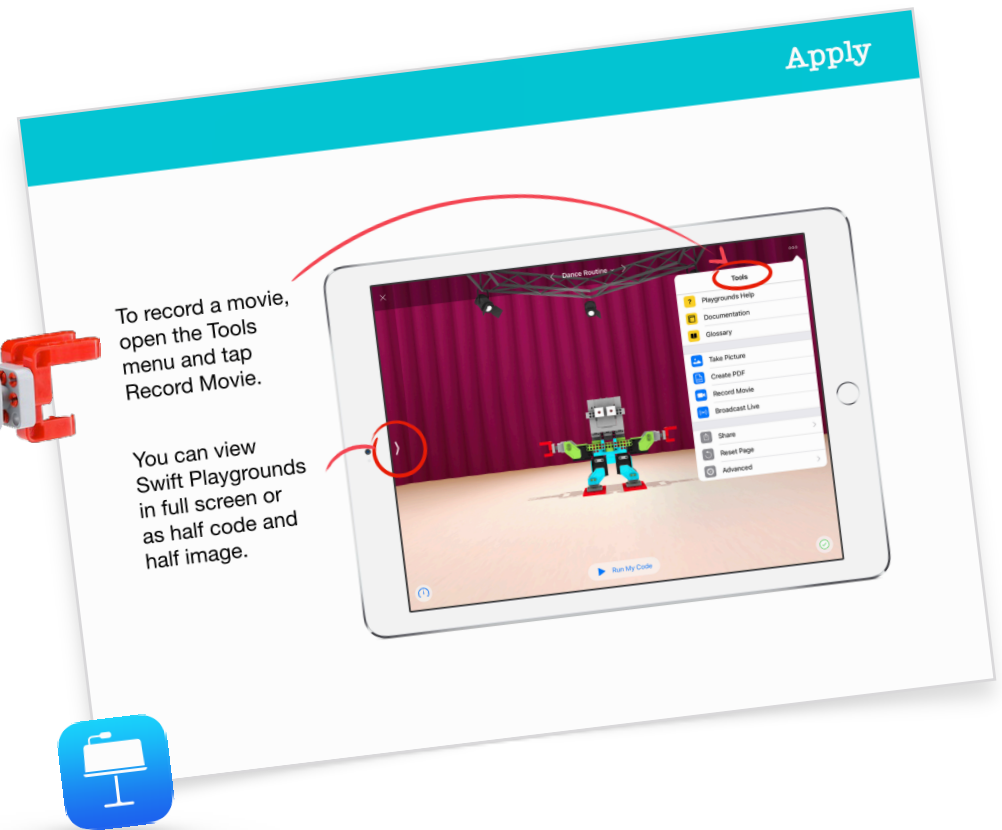 Apply
To record a movie,
open the Tools
menu and tap
Record Movie.
You can view
Swift Playgrounds
in full screen or
as half code and
half image.
Dance Routine
Tools
Playgrounds Help
Documentation
Glossary
Take Picture
Create PDF
Record Movie
Broadcast Live
Share
Reset Page
Advanced
Run My Code